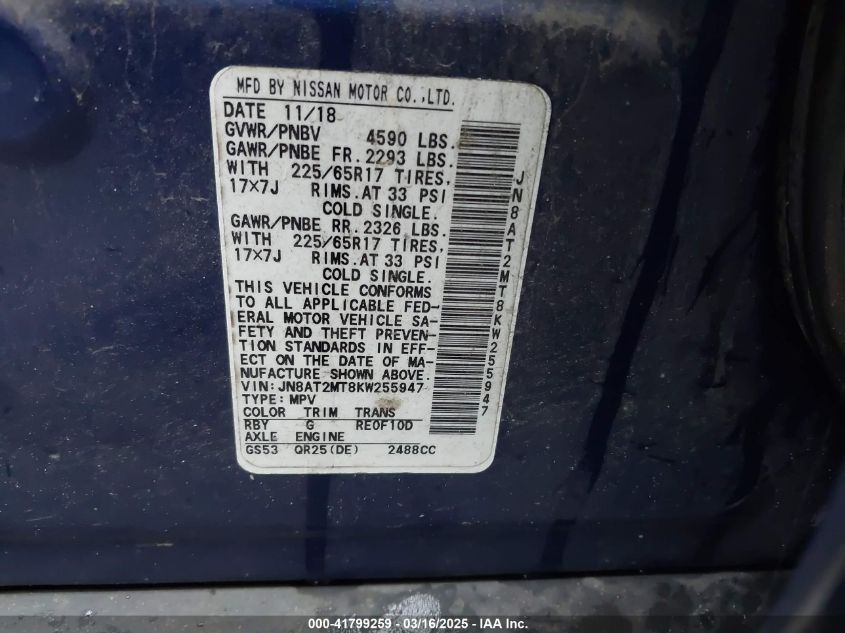 MFD BY NISSAN MOTOR CO.,LTD.
DATE 11/18
GVWR/PNBV 4590 LBS.
GAWR/PNBE FR. 2293 LBS.
WITH 225/65R17 TIRES,
17×7J RIMS.AT 33 PSI
COLD SINGLE.
GAWR/PNBE RR. 2326 LBS.
WITH 225/65R17 TIRES,
17×7J RIMS.AT 33 PSI
COLD SINGLE.
THIS VEHICLE CONFORMS
TO ALL APPLICABLE FED-
ERAL MOTOR VEHICLE SA-
FETY AND THEFT PREVEN-
TION STANDARDS IN EFF-
ECT ON THE DATE OF MA-
NUFACTURE SHOWN ABOVE.
VIN: JN8AT2MT8KW255947
TYPE: MPV
COLOR TRIM TRANS
RBY G RE0F10D
AXLE ENGINE
GS53 QR25(DE) 2488CC
JN8AT2MT8KW255947
000-41799259 - 03/16/2025 - IAA Inc.